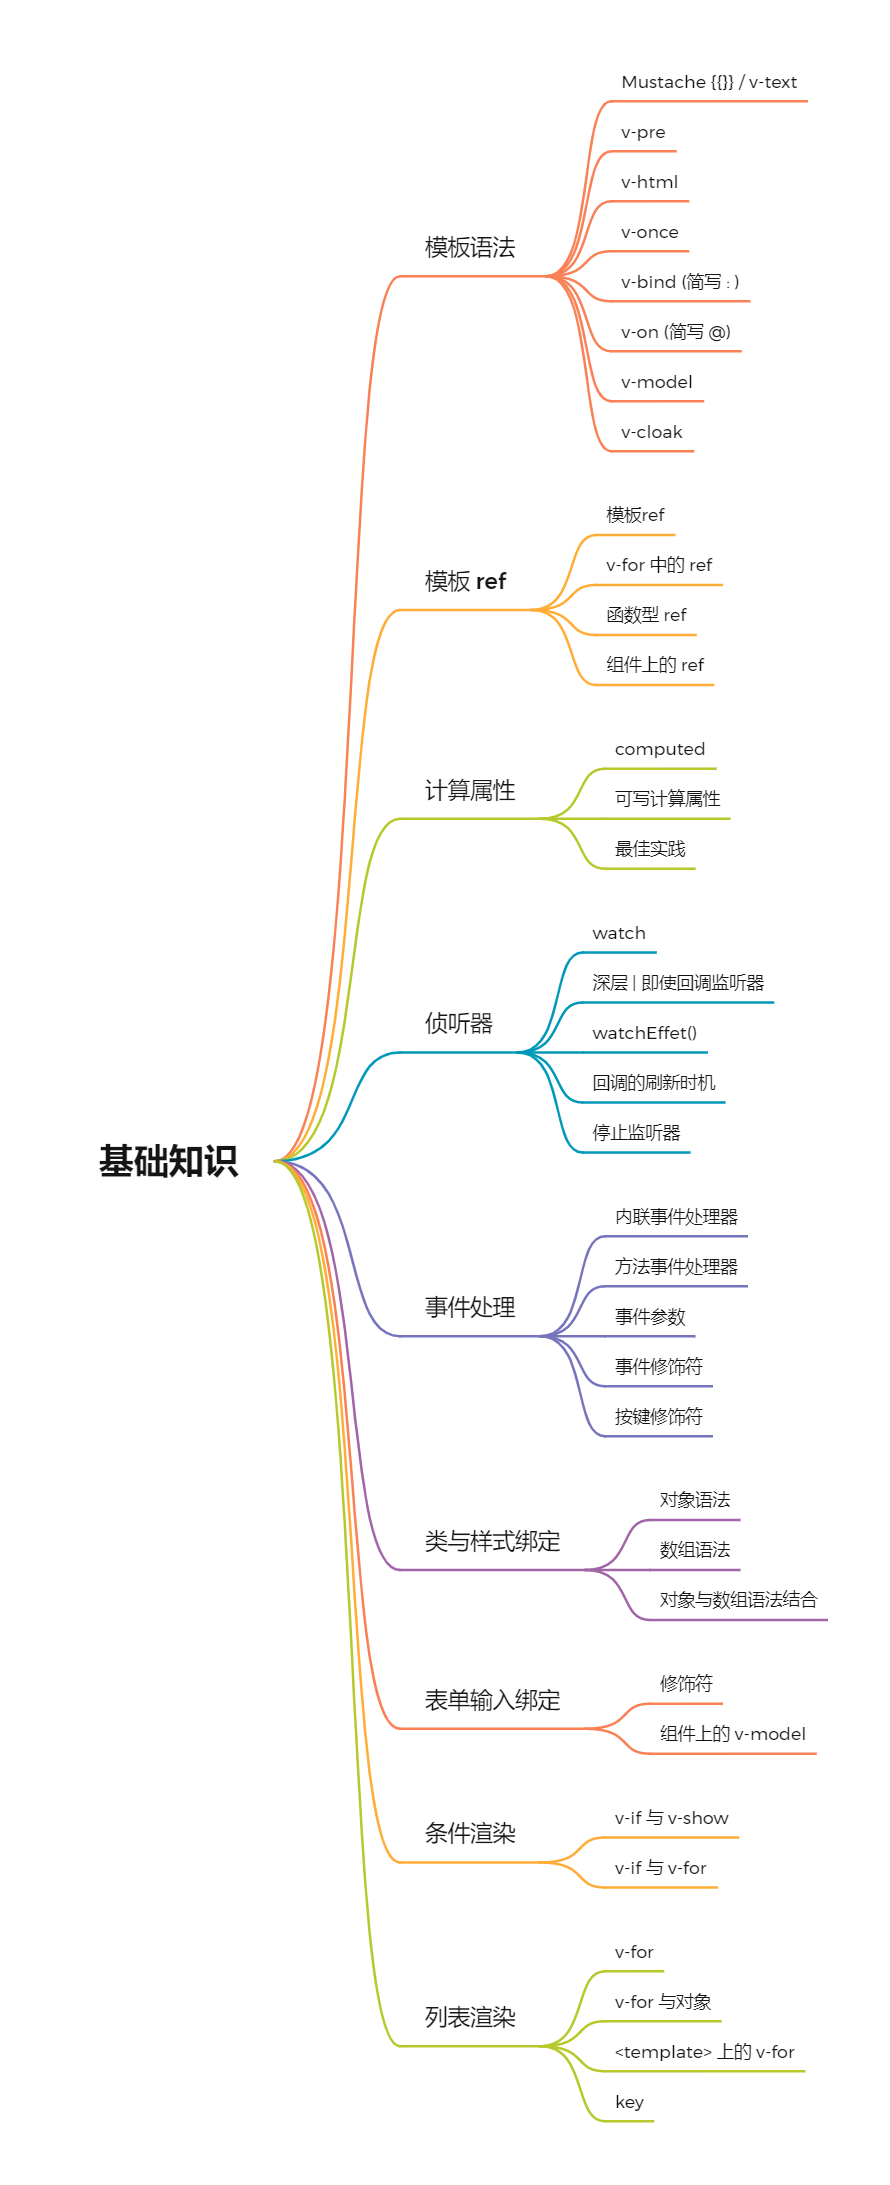 基础知识
模板语法
Mustache {{}} / v-text
v-pre
v-html
v-once
v-bind (简写 : )
v-on (简写 @)
v-model
v-cloak
模板 ref
模板ref
v-for 中的 ref
函数型 ref
组件上的 ref
计算属性
computed
可写计算属性
最佳实践
侦听器
watch
深层 | 即使回调监听器
watchEffet()
回调的刷新时机
停止监听器
事件处理
内联事件处理器
方法事件处理器
事件参数
事件修饰符
按键修饰符
类与样式绑定
对象语法
数组语法
对象与数组语法结合
表单输入绑定
修饰符
组件上的 v-model
条件渲染
v-if 与 v-show
v-if 与 v-for
列表渲染
v-for
v-for 与对象
&lt;template&gt; 上的 v-for
key